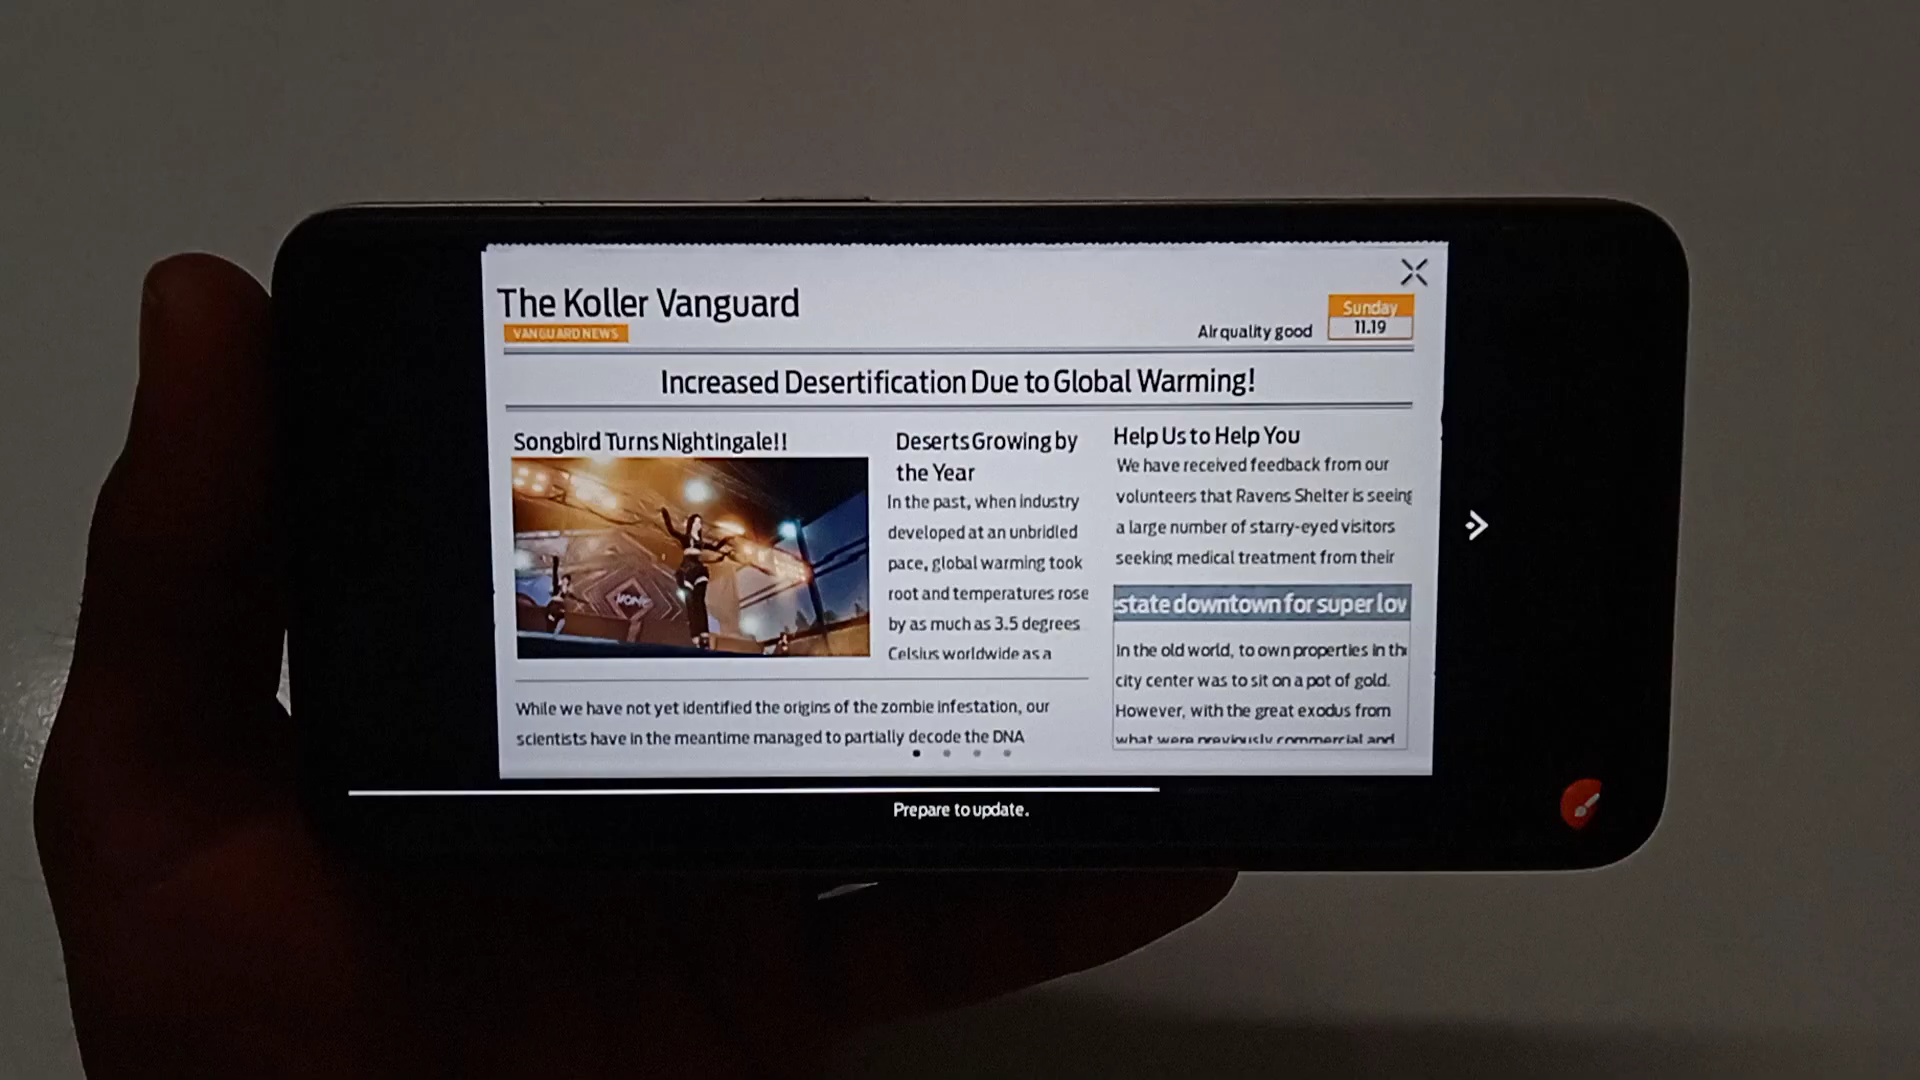 The Koller Vanguard
VANGUARD NEWS
Air quality good
Sunday
11.19
Increased Desertification Due to Global Warming!
Songbird Turns Nightingale!!
Deserts Growing by
the Year
In the past, when industry
developed at an unbridled
pace, global warming took
root and temperatures rose
by as much as 3.5 degrees
Celsius worldwide as a
While we have not yet identified the origins of the zombie infestation, our
scientists have in the meantime managed to partially decode the DNA
Help Us to Help You
We have received feedback from our
volunteers that Ravens Shelter is seeing
a large number of starry-eyed visitors
seeking medical treatment from their
estate downtown for super low
In the old world, to own properties in the
city center was to sit on a pot of gold.
However, with the great exodus from
what were previously commercial and
Prepare to update.